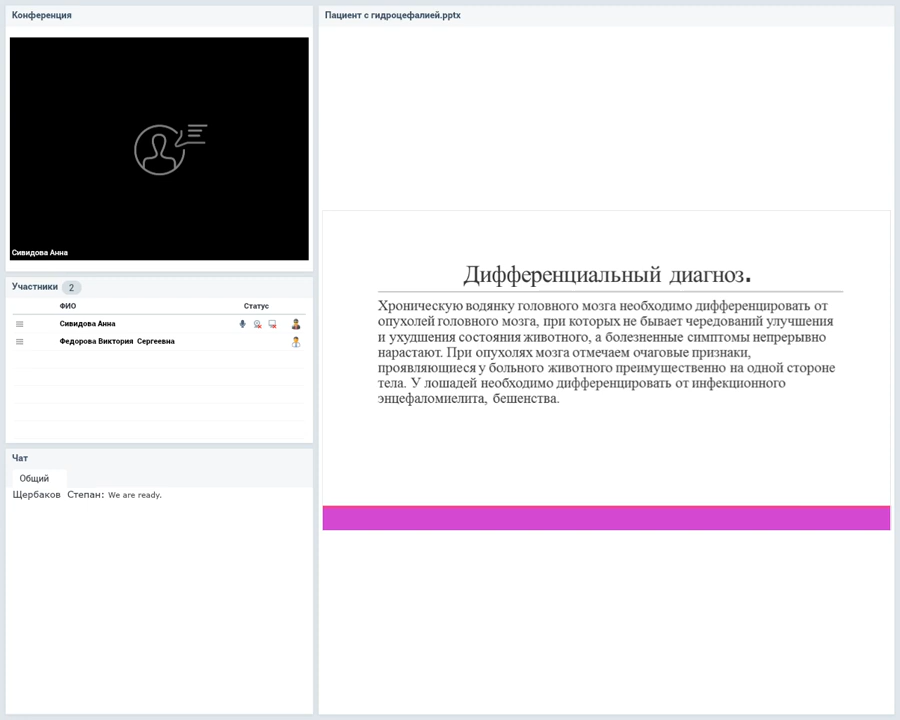 Конференция
Сивидова Анна
Участники 2
ФИО Статус
Сивидова Анна
Федорова Виктория Сергеевна
Чат
Общий
Щербаков Степан: We are ready.
Пациент с гидроцефалией.pptx
Дифференциальный диагноз.
Хроническую водянку головного мозга необходимо дифференцировать от
опухолей головного мозга, при которых не бывает чередований улучшения
и ухудшения состояния животного, а болезненные симптомы непрерывно
нарастают. При опухолях мозга отмечаем очаговые признаки,
проявляющиеся у больного животного преимущественно на одной стороне
тела. У лошадей необходимо дифференцировать от инфекционного
энцефаломиелита, бешенства.